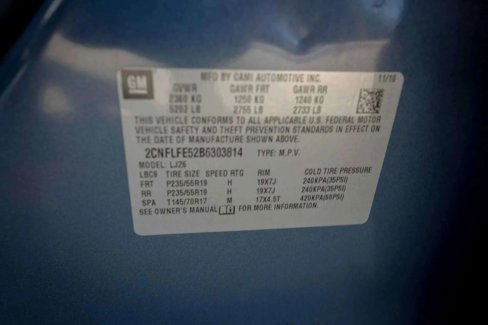 GM
MFD BY CAMI AUTOMOTIVE INC. 11/10
GVWR GAWR FRT GAWR RR
2360 KG 1250 KG 1240 KG
5202 LB 2755 LB 2733 LB
THIS VEHICLE CONFORMS TO ALL APPLICABLE U.S. FEDERAL MOTOR
VEHICLE SAFETY AND THEFT PREVENTION STANDARDS IN EFFECT ON
THE DATE OF MANUFACTURE SHOWN ABOVE.
2CNFLFE52B6303814 TYPE: M.P.V.
MODEL: LJZ6
LBC9 TIRE SIZE SPEED RTG RIM COLD TIRE PRESSURE
FRT P235/55R19 H 19X7J 240KPA(35PSI)
RR P235/55R19 H 19X7J 240KPA(35PSI)
SPA T145/70R17 M 17X4.5T 420KPA(60PSI)
SEE OWNER'S MANUAL FOR MORE INFORMATION.